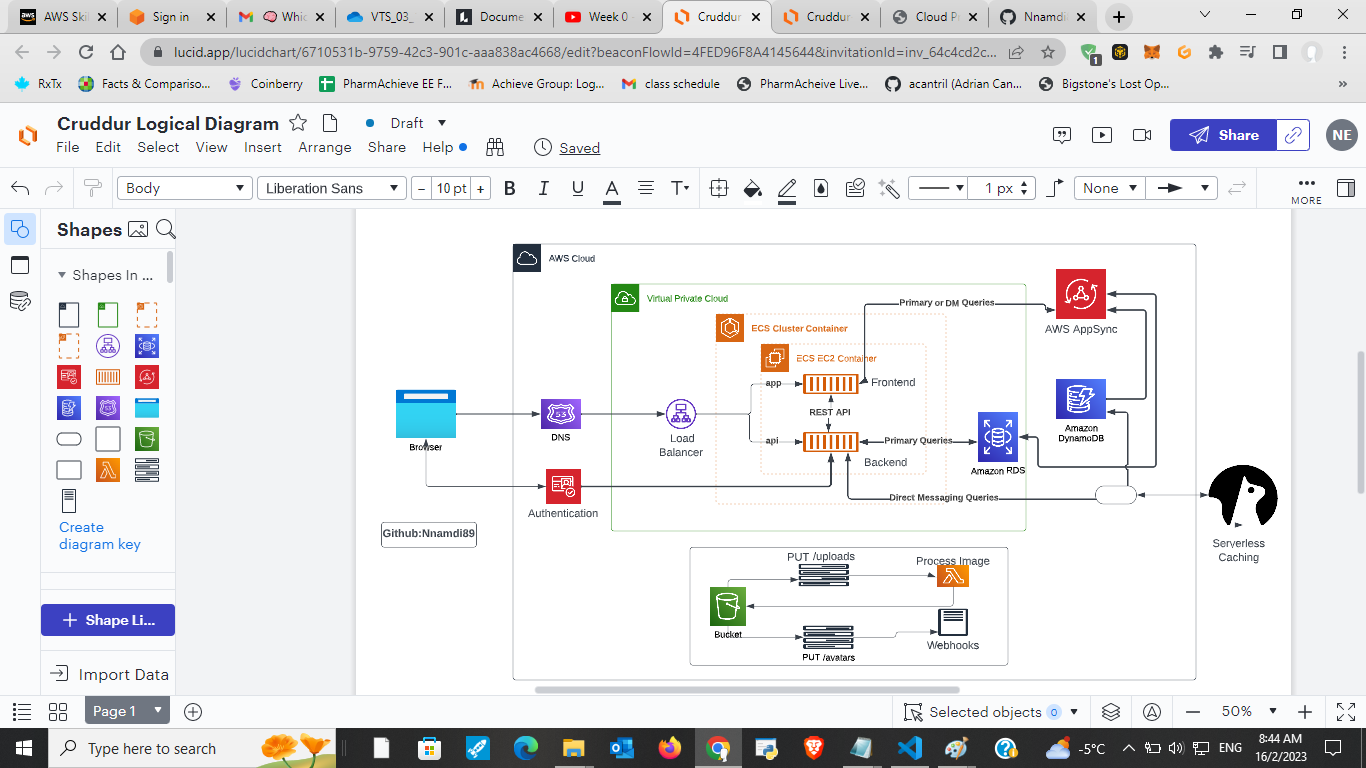 AWS Skil
Sign in
Whic
VTS_03_
Docume
Week 0 -
Cruddur
Cruddur
Cloud P
Nnamdi
lucid.app/lucidchart/6710531b-9759-42c3-901c-aaa838ac4668/edit?beaconFlowId=4FED96F8A4145644&invitationId=inv_64c4cd2c...
1
RxTx
Facts & Compariso...
Coinberry
PharmAchieve EE F...
Achieve Group: Log...
class schedule
PharmAcheive Live...
acantril (Adrian Can...
Bigstone's Lost Op...
»
Cruddur Logical Diagram
Draft
File Edit Select View Insert Arrange Share Help
Saved
Share
NE
Body
Liberation Sans
− 10 pt +
B I U A T
1 px
None
MORE
Shapes
Shapes In ...
Create
diagram key
+ Shape Li...
Import Data
AWS Cloud
Virtual Private Cloud
Primary or DM Queries
AWS AppSync
ECS Cluster Container
ECS EC2 Container
app
Frontend
REST API
Browser
DNS
53
Load
Balancer
api
Primary Queries
Backend
Amazon RDS
Amazon
DynamoDB
Authentication
Direct Messaging Queries
Serverless
Caching
Github:Nnamdi89
PUT /uploads
Process Image
Bucket
PUT /avatars
Webhooks
Page 1
Selected objects 0
50%
Type here to search
-5°C
ENG
8:44 AM
16/2/2023